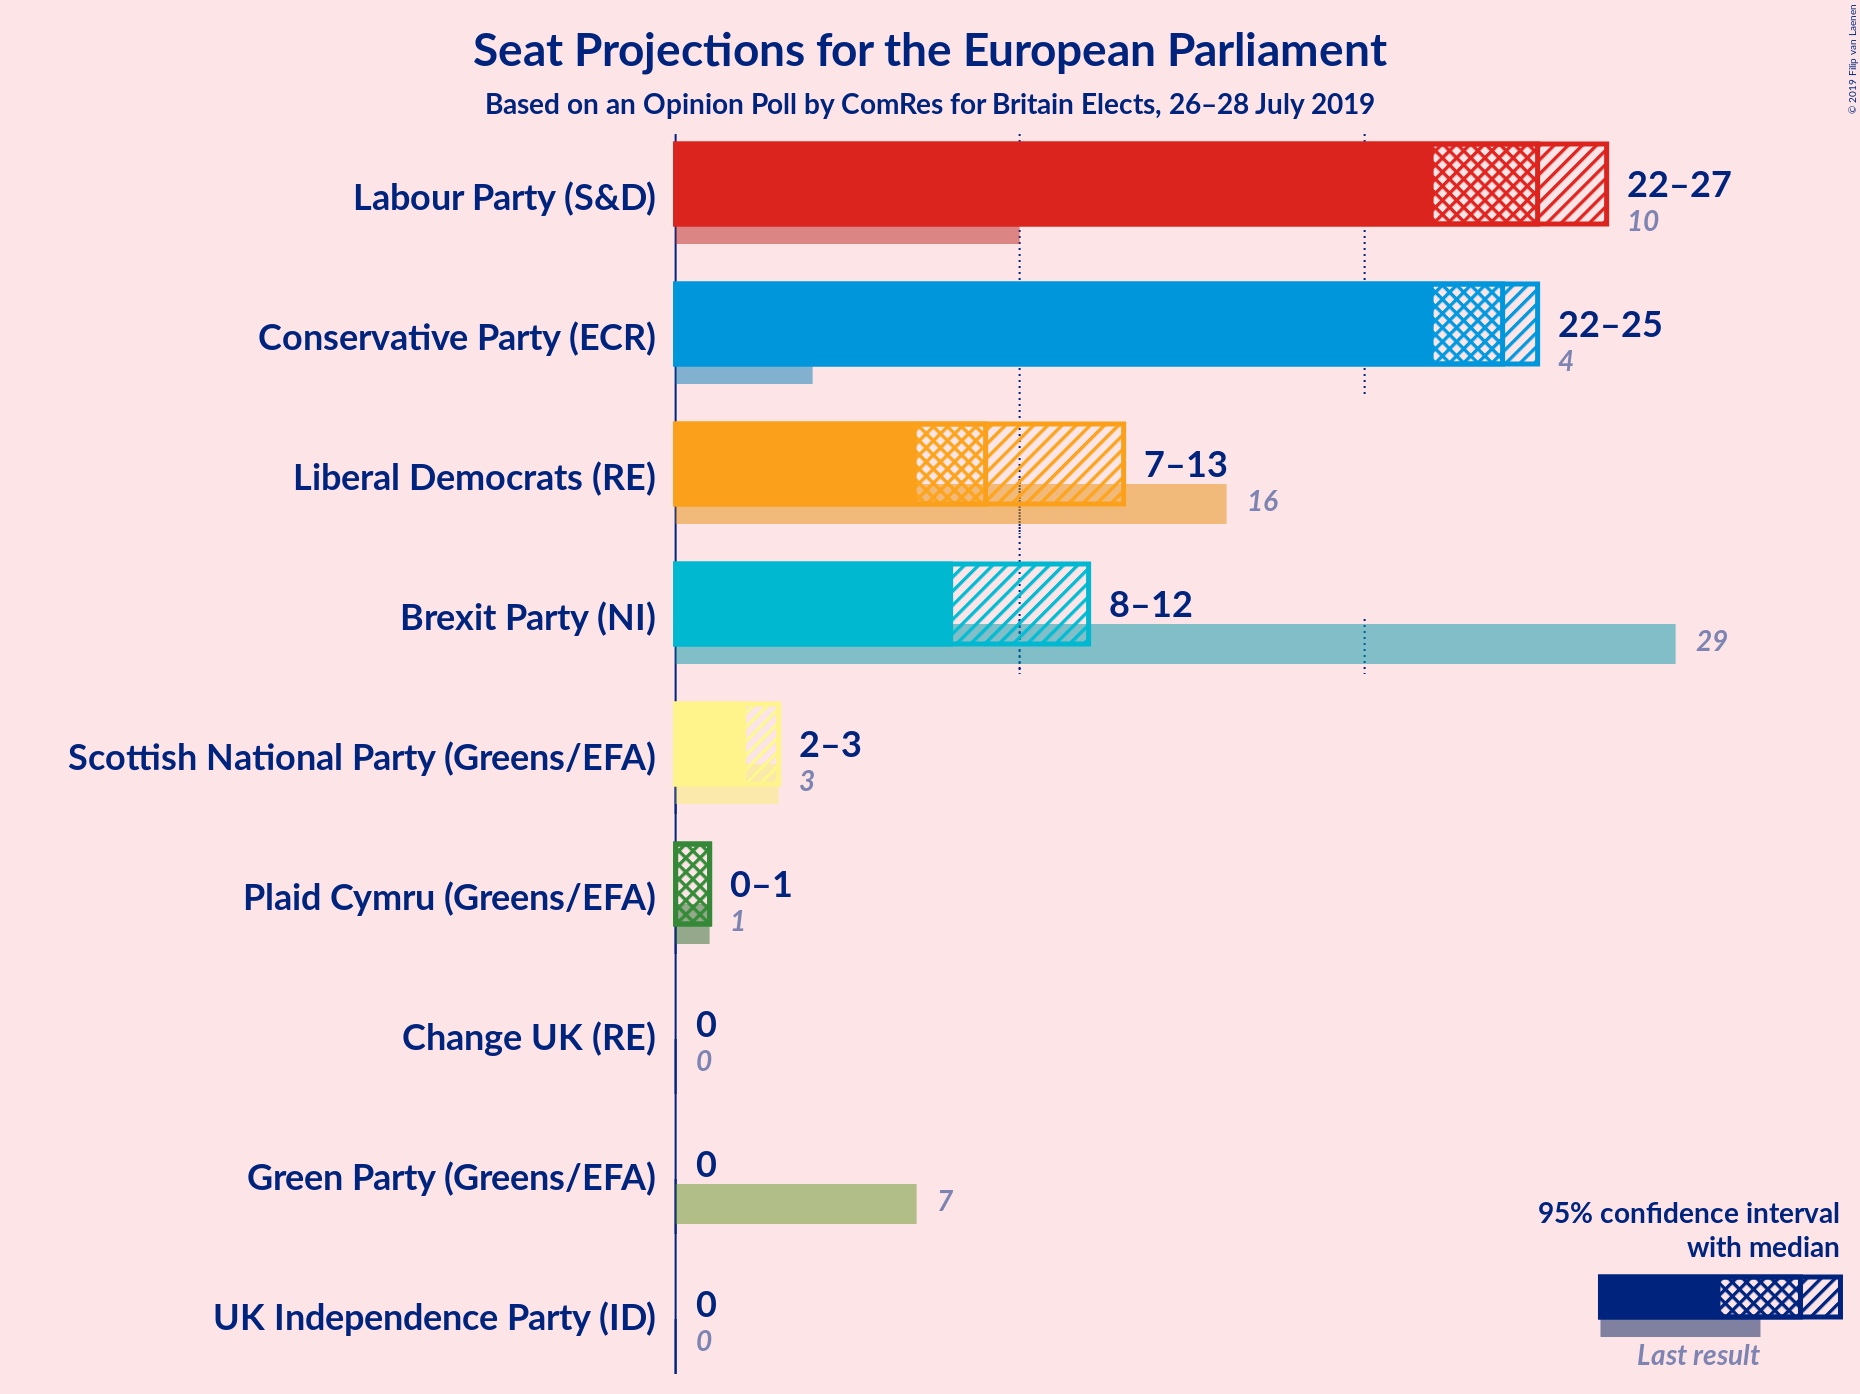 Seat Projections for the European Parliament
Based on an Opinion Poll by ComRes for Britain Elects, 26–28 July 2019
© 2019 Filip van Laenen
Labour Party (S&D)
22–27
10
Conservative Party (ECR)
22–25
4
Liberal Democrats (RE)
7–13
16
Brexit Party (NI)
8–12
29
Scottish National Party (Greens/EFA)
2–3
3
Plaid Cymru (Greens/EFA)
0–1
1
Change UK (RE)
0
0
Green Party (Greens/EFA)
0
7
UK Independence Party (ID)
0
0
95% confidence interval
with median
Last result